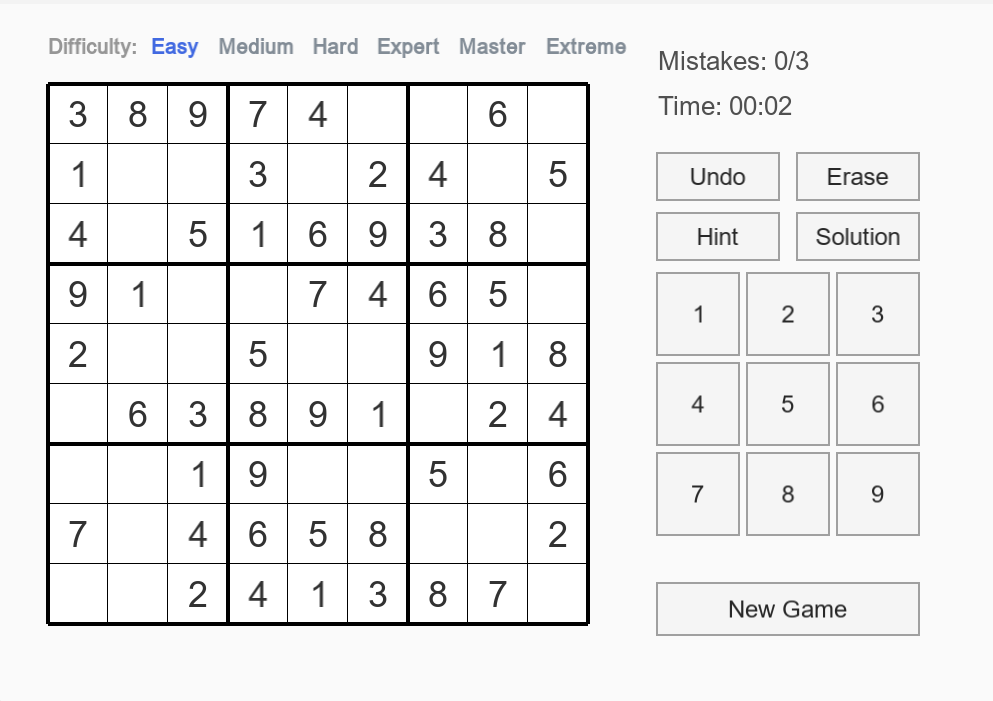 Difficulty: Easy Medium Hard Expert Master Extreme
Mistakes: 0/3
Time: 00:02
3 8 9 7 4 6
1 3 2 4 5
4 5 1 6 9 3 8
9 1 7 4 6 5
2 5 9 1 8
6 3 8 9 1 2 4
1 9 5 6
7 4 6 5 8 2
2 4 1 3 8 7
Undo Erase
Hint Solution
1 2 3
4 5 6
7 8 9
New Game